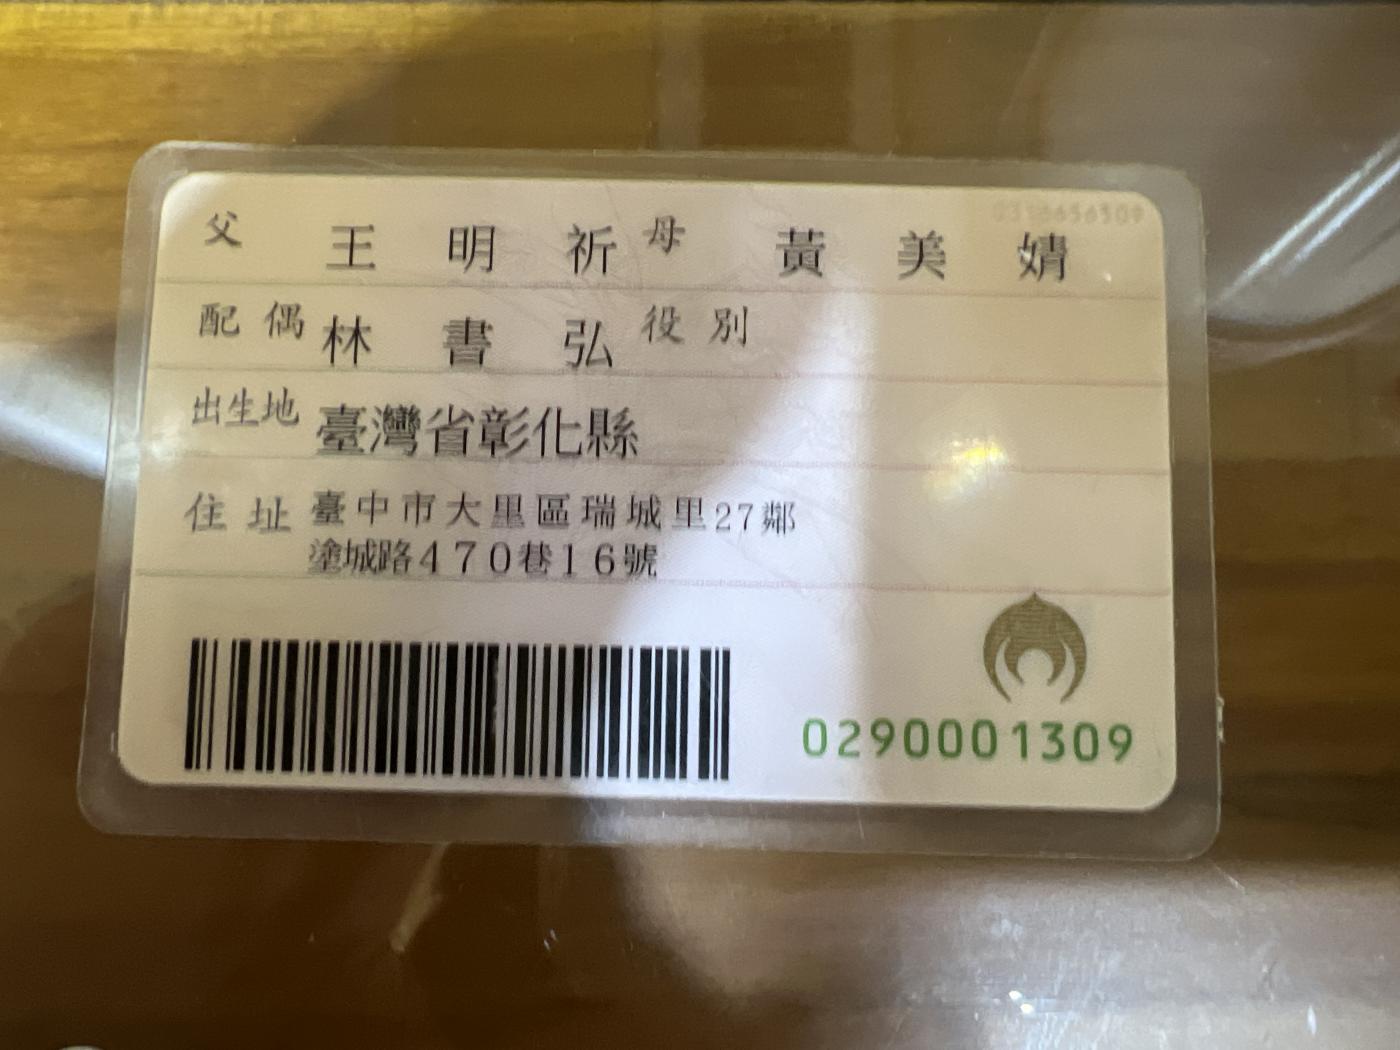 父 王明祈 母 黃美婧
配偶 林書弘 役別
出生地 臺灣省彰化縣
住址 臺中市大里區瑞城里27鄰
塗城路470巷16號
0290001309